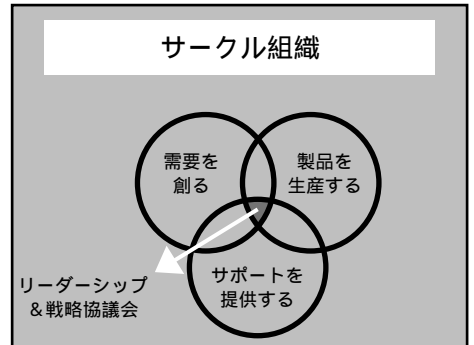 サークル組織
需要を
創る
製品を
生産する
サポートを
提供する
リーダーシップ
＆戦略協議会